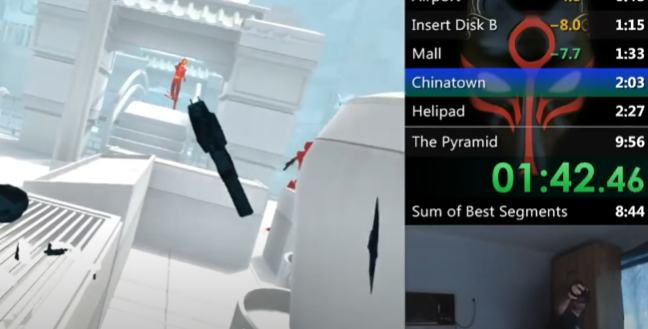 Insert Disk B −8.0 1:15
Mall −7.7 1:33
Chinatown 2:03
Helipad 2:27
The Pyramid 9:56
01:42.46
Sum of Best Segments 8:44